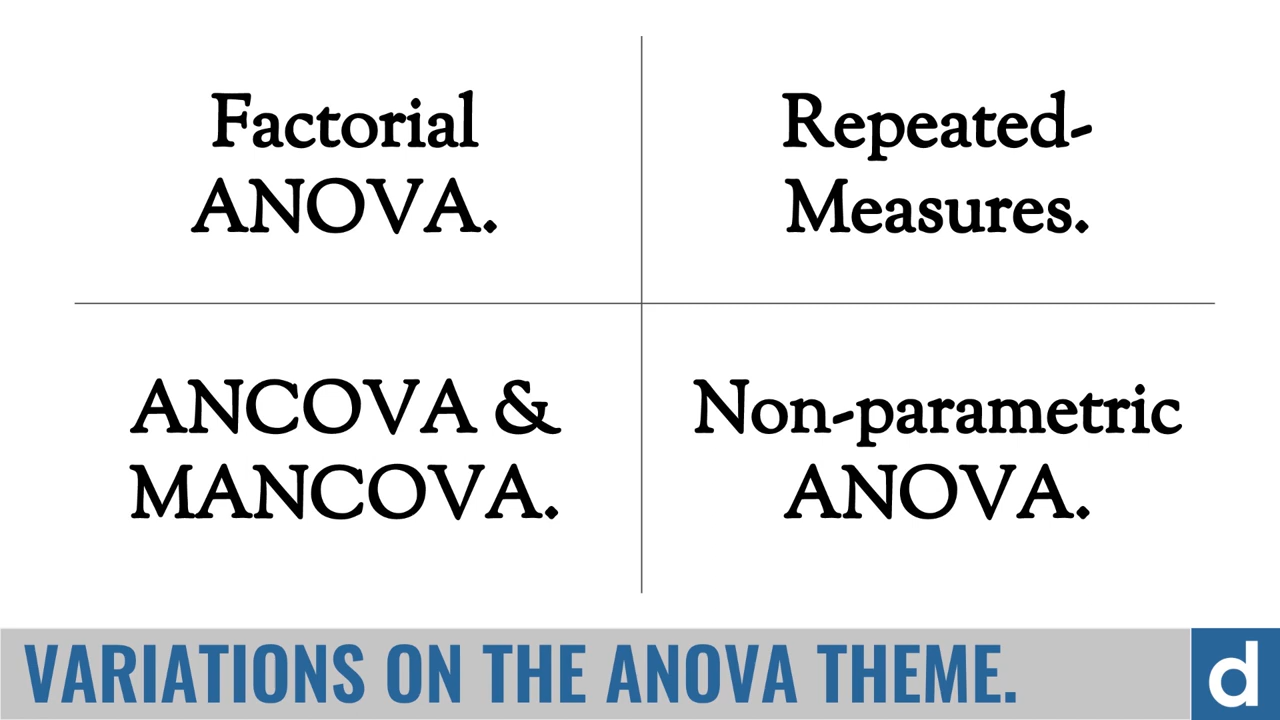 Factorial
ANOVA.
Repeated-
Measures.
ANCOVA &
MANCOVA.
Non-parametric
ANOVA.
VARIATIONS ON THE ANOVA THEME.
d